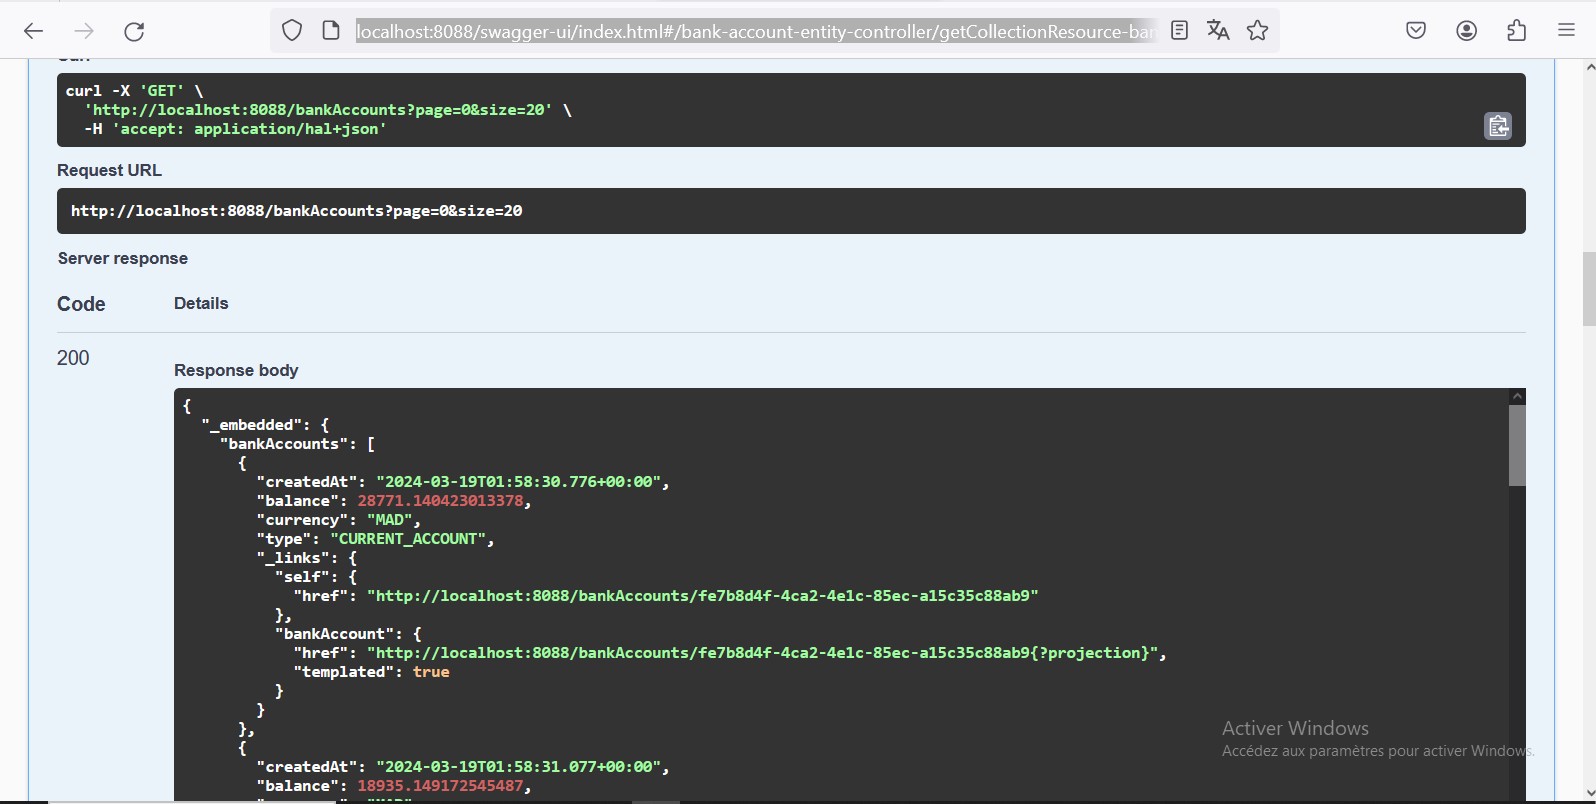 localhost:8088/swagger-ui/index.html#/bank-account-entity-controller/getCollectionResource-ban
Curl
curl -X 'GET' \
'http://localhost:8088/bankAccounts?page=0&size=20' \
-H 'accept: application/hal+json'
Request URL
http://localhost:8088/bankAccounts?page=0&size=20
Server response
Code Details
200
Response body
{
"_embedded": {
"bankAccounts": [
{
"createdAt": "2024-03-19T01:58:30.776+00:00",
"balance": 28771.140423013378,
"currency": "MAD",
"type": "CURRENT_ACCOUNT",
"_links": {
"self": {
"href": "http://localhost:8088/bankAccounts/fe7b8d4f-4ca2-4e1c-85ec-a15c35c88ab9"
},
"bankAccount": {
"href": "http://localhost:8088/bankAccounts/fe7b8d4f-4ca2-4e1c-85ec-a15c35c88ab9{?projection}",
"templated": true
}
}
},
{
"createdAt": "2024-03-19T01:58:31.077+00:00",
"balance": 18935.149172545487,
Activer Windows
Accédez aux paramètres pour activer Windows.